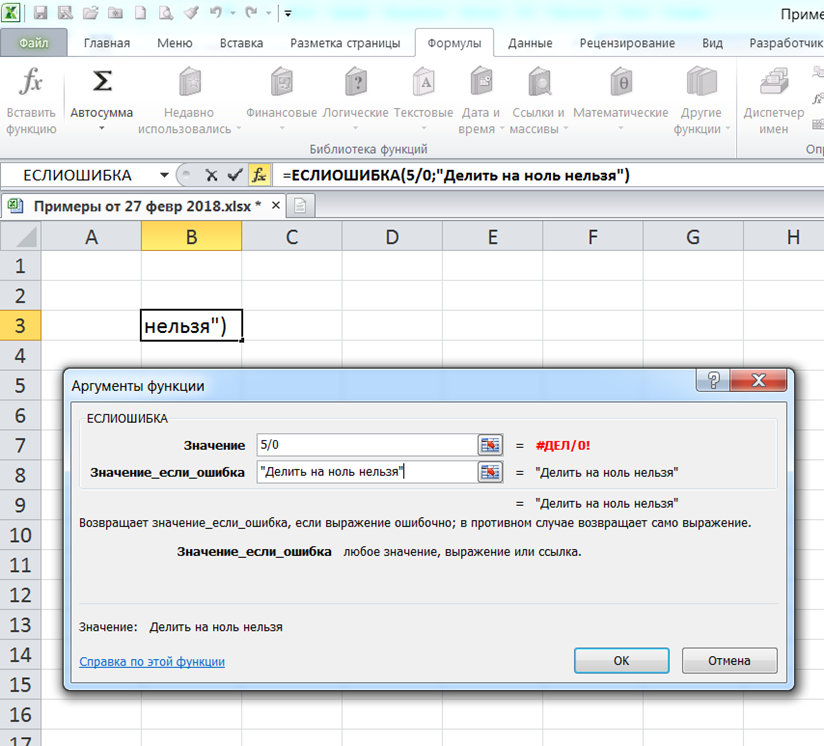 Приме
Файл Главная Меню Вставка Разметка страницы Формулы Данные Рецензирование Вид Разработчик
fx Σ ? A θ
Вставить функцию
Автосумма
Недавно использовались
Финансовые
Логические
Текстовые
Дата и время
Ссылки и массивы
Математические
Другие функции
Диспетчер имен
Библиотека функций
Опр
ЕСЛИОШИБКА fx =ЕСЛИОШИБКА(5/0;"Делить на ноль нельзя")
Примеры от 27 февр 2018.xlsx *
A B C D E F G H
1
2
3 нельзя")
4
5
6
7
8
9
10
11
12
13
14
15
16
17
Аргументы функции ?
ЕСЛИОШИБКА
Значение 5/0 = #ДЕЛ/0!
Значение_если_ошибка "Делить на ноль нельзя" = "Делить на ноль нельзя"
= "Делить на ноль нельзя"
Возвращает значение_если_ошибка, если выражение ошибочно; в противном случае возвращает само выражение.
Значение_если_ошибка любое значение, выражение или ссылка.
Значение: Делить на ноль нельзя
Справка по этой функции
ОК Отмена